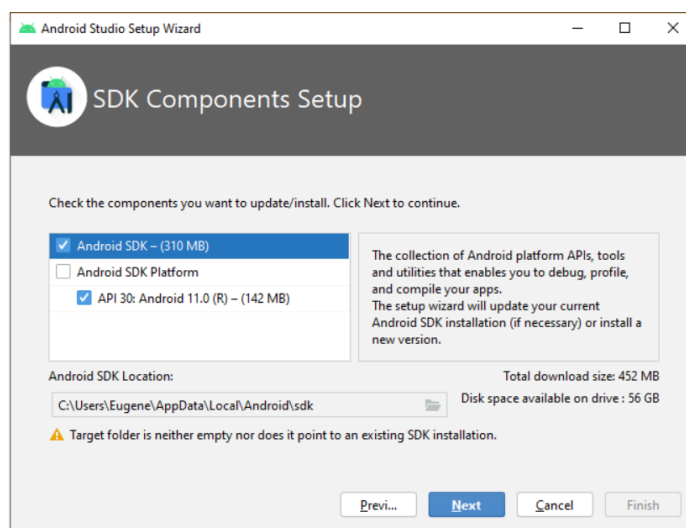 Android Studio Setup Wizard
SDK Components Setup
Check the components you want to update/install. Click Next to continue.
Android SDK – (310 MB)
Android SDK Platform
API 30: Android 11.0 (R) – (142 MB)
The collection of Android platform APIs, tools
and utilities that enables you to debug, profile,
and compile your apps.
The setup wizard will update your current
Android SDK installation (if necessary) or install a
new version.
Android SDK Location:
Total download size: 452 MB
C:\Users\Eugene\AppData\Local\Android\sdk
Disk space available on drive : 56 GB
Target folder is neither empty nor does it point to an existing SDK installation.
Previ...
Next
Cancel
Finish